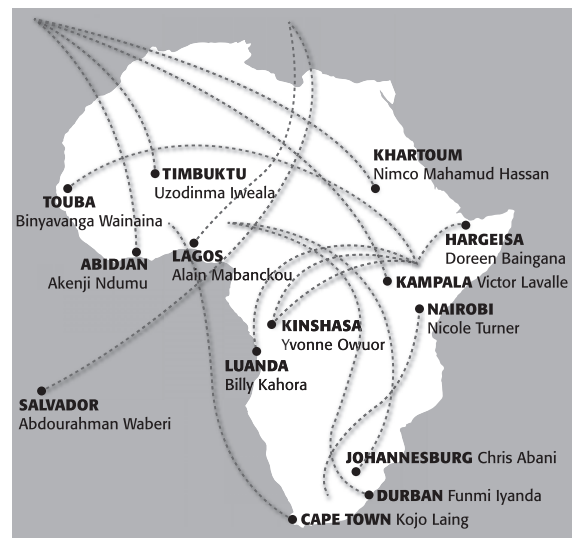 KHARTOUM
Nimco Mahamud Hassan
TIMBUKTU
Uzodinma Iweala
TOUBA
Binyavanga Wainaina
HARGEISA
Doreen Baingana
LAGOS
Alain Mabanckou
ABIDJAN
Akenji Ndumu
KAMPALA Victor Lavalle
NAIROBI
Nicole Turner
KINSHASA
Yvonne Owuor
LUANDA
Billy Kahora
SALVADOR
Abdourahman Waberi
JOHANNESBURG Chris Abani
DURBAN Funmi Iyanda
CAPE TOWN Kojo Laing